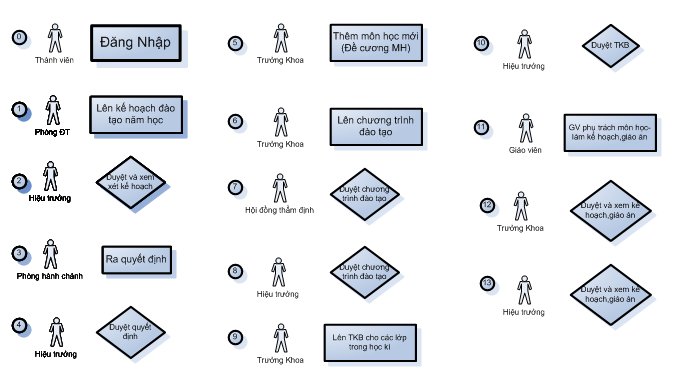 0
Thành viên
Đăng Nhập
1
Phòng ĐT
Lên kế hoạch đào
tạo năm học
2
Hiệu trưởng
Duyệt và xem
xét kế hoạch
3
Phòng hành chánh
Ra quyết định
4
Hiệu trưởng
Duyệt quyết
định
5
Trưởng Khoa
Thêm môn học mới
(Đề cương MH)
6
Trưởng Khoa
Lên chương trình
đào tạo
7
Hội đồng thẩm định
Duyệt chương
trình đào tạo
8
Hiệu trưởng
Duyệt chương
trình đào tạo
9
Trưởng Khoa
Lên TKB cho các lớp
trong học kì
10
Hiệu trưởng
Duyệt TKB
11
Giáo viên
GV phụ trách môn học-
làm kế hoạch,giáo án
12
Trưởng Khoa
Duyệt và xem kế
hoạch,giáo án
13
Hiệu trưởng
Duyệt và xem kế
hoạch,giáo án